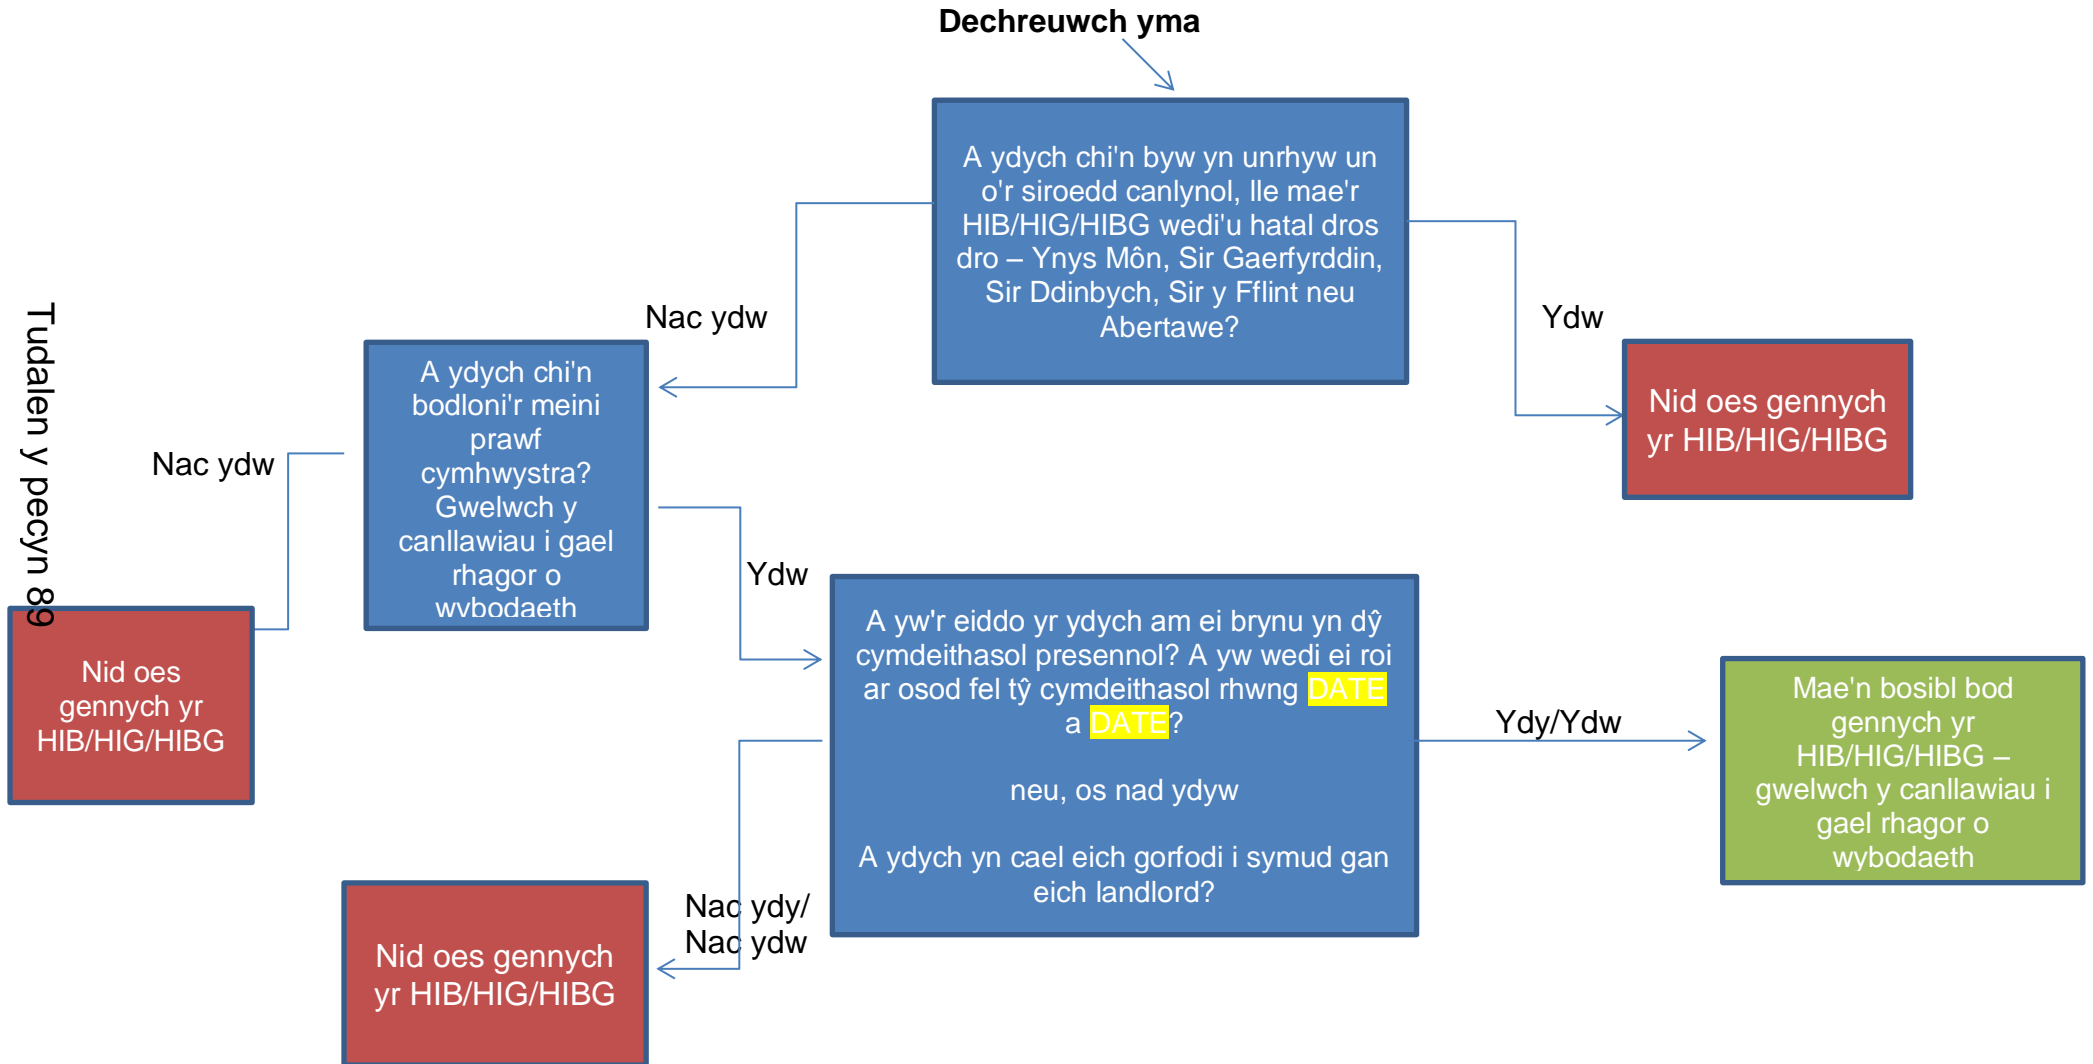 Dechreuwch yma
A ydych chi'n byw yn unrhyw un
o'r siroedd canlynol, lle mae'r
HIB/HIG/HIBG wedi'u hatal dros
dro – Ynys Môn, Sir Gaerfyrddin,
Sir Ddinbych, Sir y Fflint neu
Abertawe?
Nac ydw
Ydw
Nid oes gennych
yr HIB/HIG/HIBG
A ydych chi'n
bodloni'r meini
prawf
cymhwystra?
Gwelwch y
canllawiau i gael
rhagor o
wybodaeth
Nac ydw
Ydw
Nid oes
gennych yr
HIB/HIG/HIBG
A yw'r eiddo yr ydych am ei brynu yn dŷ
cymdeithasol presennol? A yw wedi ei roi
ar osod fel tŷ cymdeithasol rhwng DATE
a DATE?
neu, os nad ydyw
A ydych yn cael eich gorfodi i symud gan
eich landlord?
Ydy/Ydw
Mae'n bosibl bod
gennych yr
HIB/HIG/HIBG –
gwelwch y canllawiau i
gael rhagor o
wybodaeth
Nac ydy/
Nac ydw
Nid oes gennych
yr HIB/HIG/HIBG
Tudalen y pecyn 89